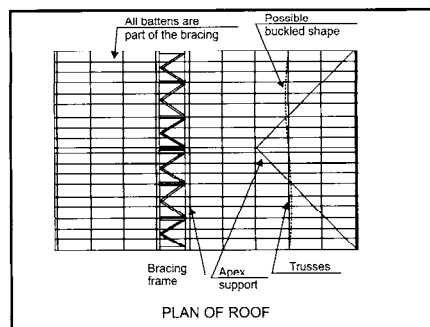 All battens are
part of the bracing
Possible
buckled shape
Bracing
frame
Apex
support
Trusses
PLAN OF ROOF